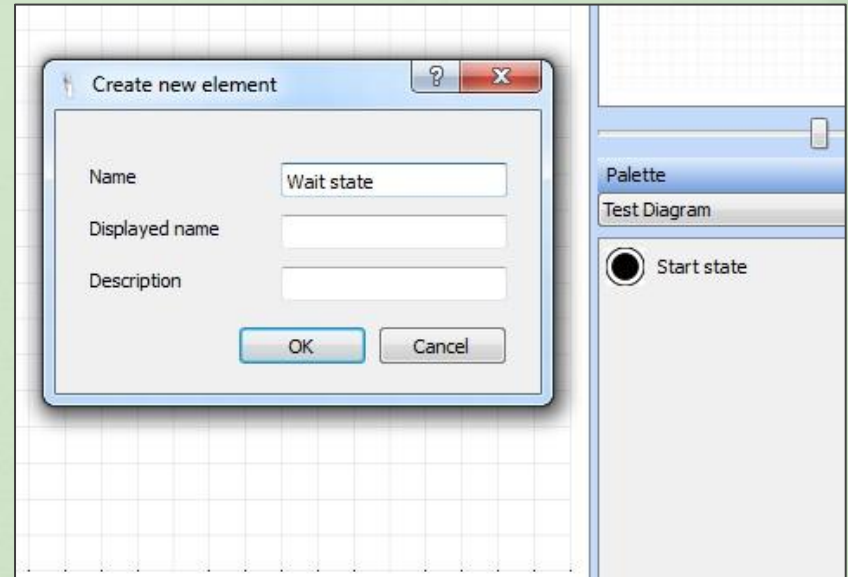 Create new element
Name
Wait state
Displayed name
Description
OK
Cancel
Palette
Test Diagram
Start state